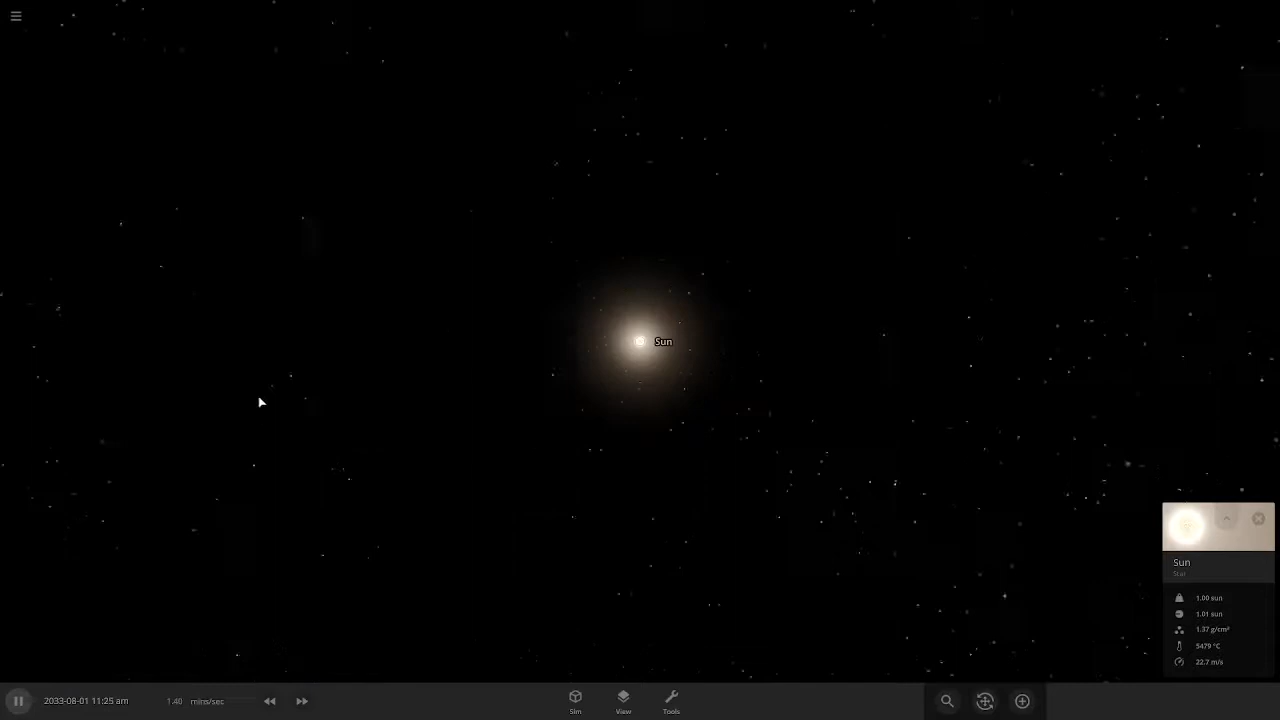 Sun
Sun
Star
1.00 sun
1.01 sun
1.37 g/cm³
5479 °C
22.7 m/s
2033-08-01 11:25 am
1.40 mins/sec
Sim
View
Tools